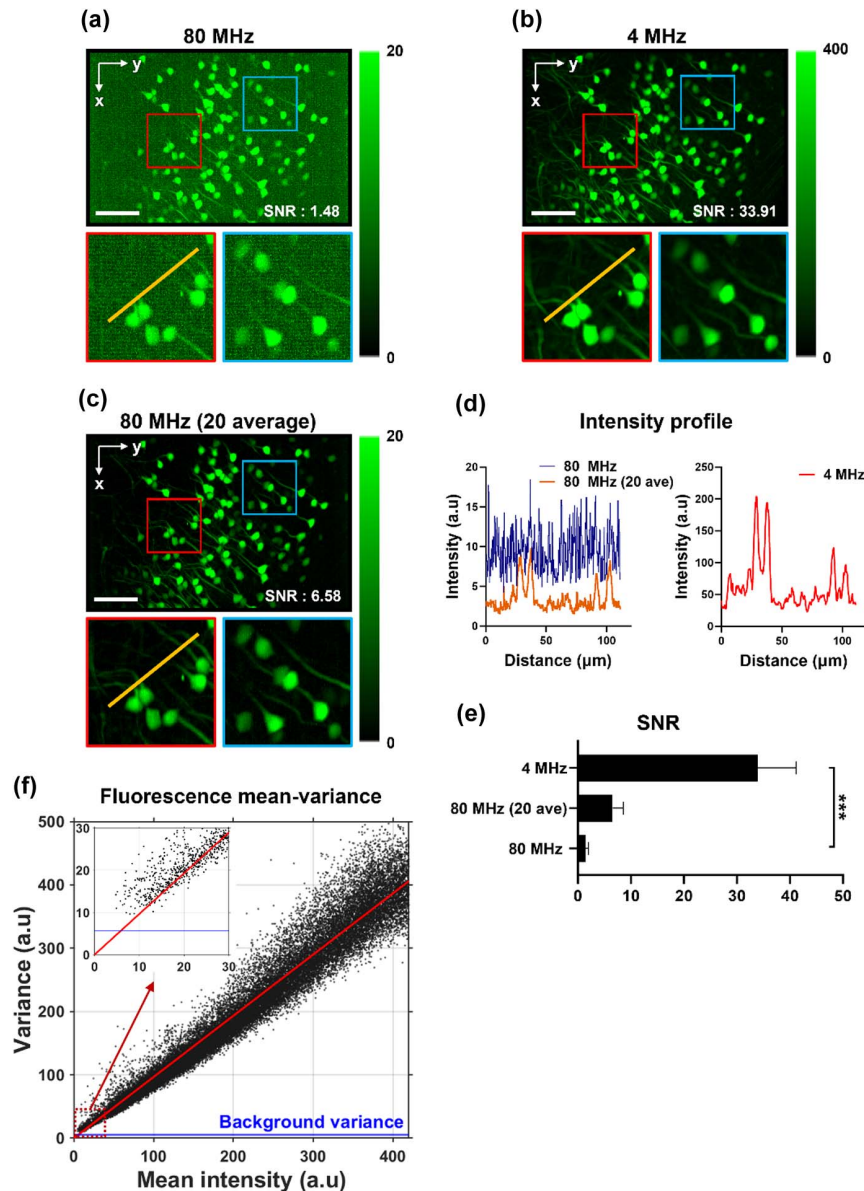 (a)
80 MHz
y
x
SNR : 1.48
20
0
(b)
4 MHz
y
x
SNR : 33.91
400
0
(c)
80 MHz (20 average)
y
x
SNR : 6.58
20
0
(d)
Intensity profile
80 MHz
80 MHz (20 ave)
Intensity (a.u)
20
15
10
5
0
0 50 100
Distance (µm)
4 MHz
Intensity (a.u)
250
200
150
100
50
0
0 50 100
Distance (µm)
(e)
SNR
4 MHz
80 MHz (20 ave)
80 MHz
***
0 10 20 30 40 50
(f)
Fluorescence mean-variance
Variance (a.u)
500
400
300
200
100
0
30
20
10
0
0 10 20 30
Background variance
0 100 200 300 400
Mean intensity (a.u)